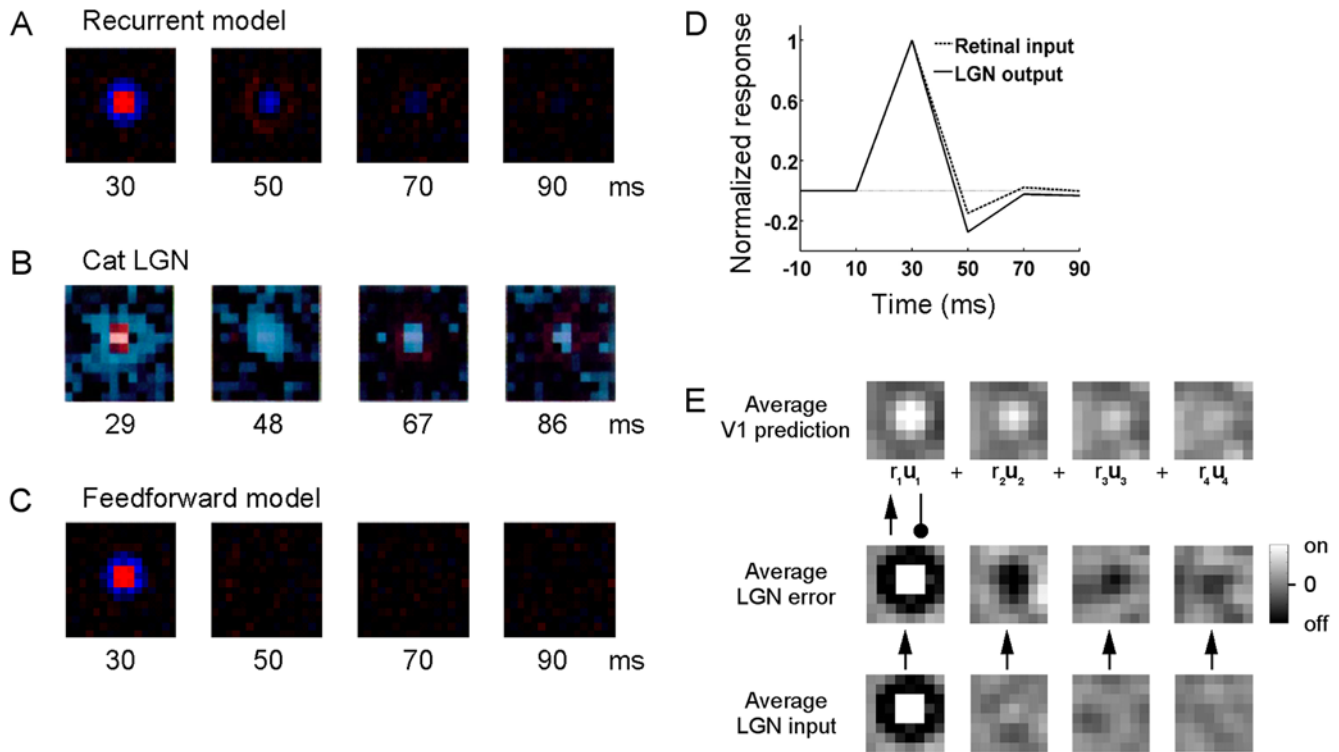 A Recurrent model
30 50 70 90 ms
B Cat LGN
29 48 67 86 ms
C Feedforward model
30 50 70 90 ms
D
Normalized response
1
0.6
0.2
-0.2
-10 10 30 50 70 90
Time (ms)
Retinal input
LGN output
E
Average
V1 prediction
r1u1 + r2u2 + r3u3 + r4u4
Average
LGN error
on
0
off
Average
LGN input